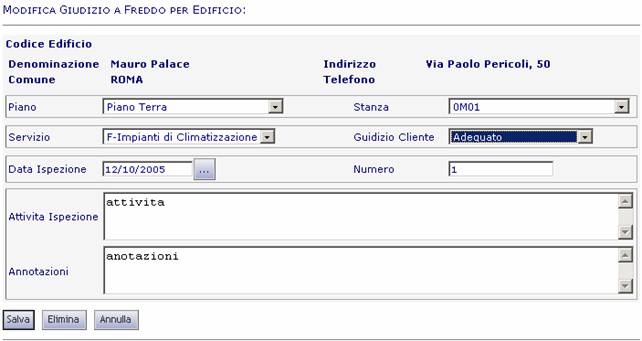 MODIFICA GIUDIZIO A FREDDO PER EDIFICIO:
Codice Edificio
Denominazione Mauro Palace Indirizzo Via Paolo Pericoli, 50
Comune ROMA Telefono
Piano Piano Terra Stanza 0M01
Servizio F-Impianti di Climatizzazione Guidizio Cliente Adeguato
Data Ispezione 12/10/2005 ... Numero 1
Attivita Ispezione attivita
Annotazioni anotazioni
Salva Elimina Annulla